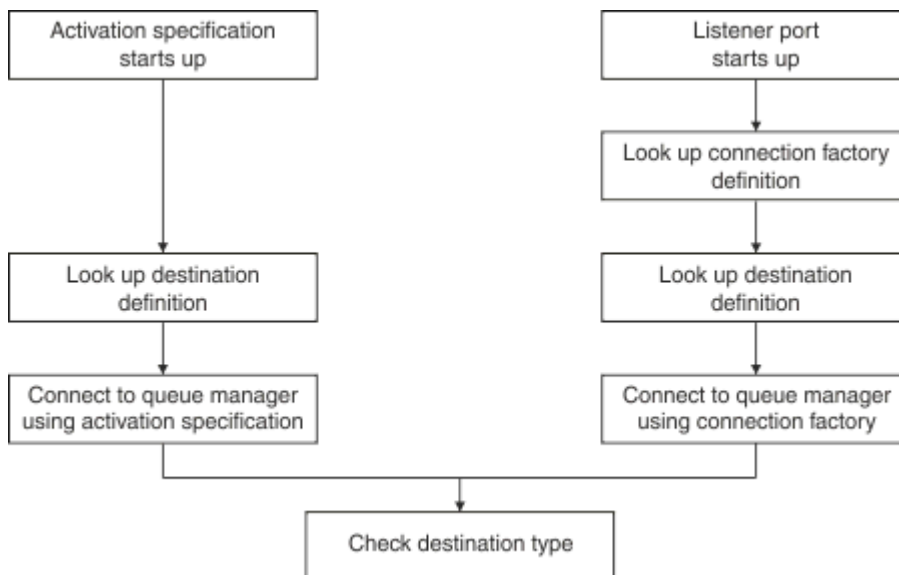 Activation specification
starts up
Listener port
starts up
Look up connection factory
definition
Look up destination
definition
Look up destination
definition
Connect to queue manager
using activation specification
Connect to queue manager
using connection factory
Check destination type